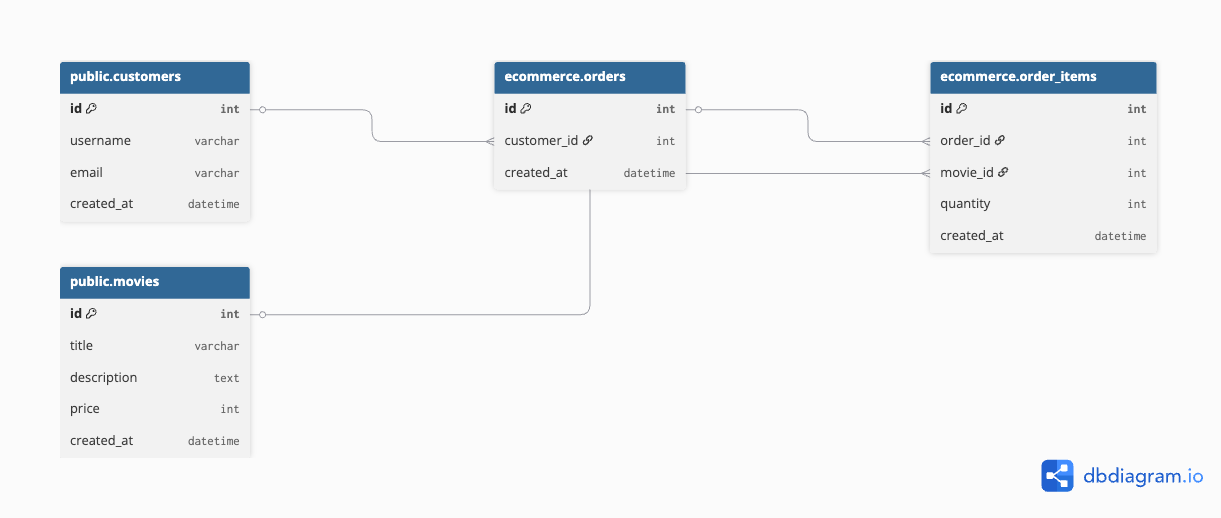 public.customers
id int
username varchar
email varchar
created_at datetime
public.movies
id int
title varchar
description text
price int
created_at datetime
ecommerce.orders
id int
customer_id int
created_at datetime
ecommerce.order_items
id int
order_id int
movie_id int
quantity int
created_at datetime
dbdiagram.io